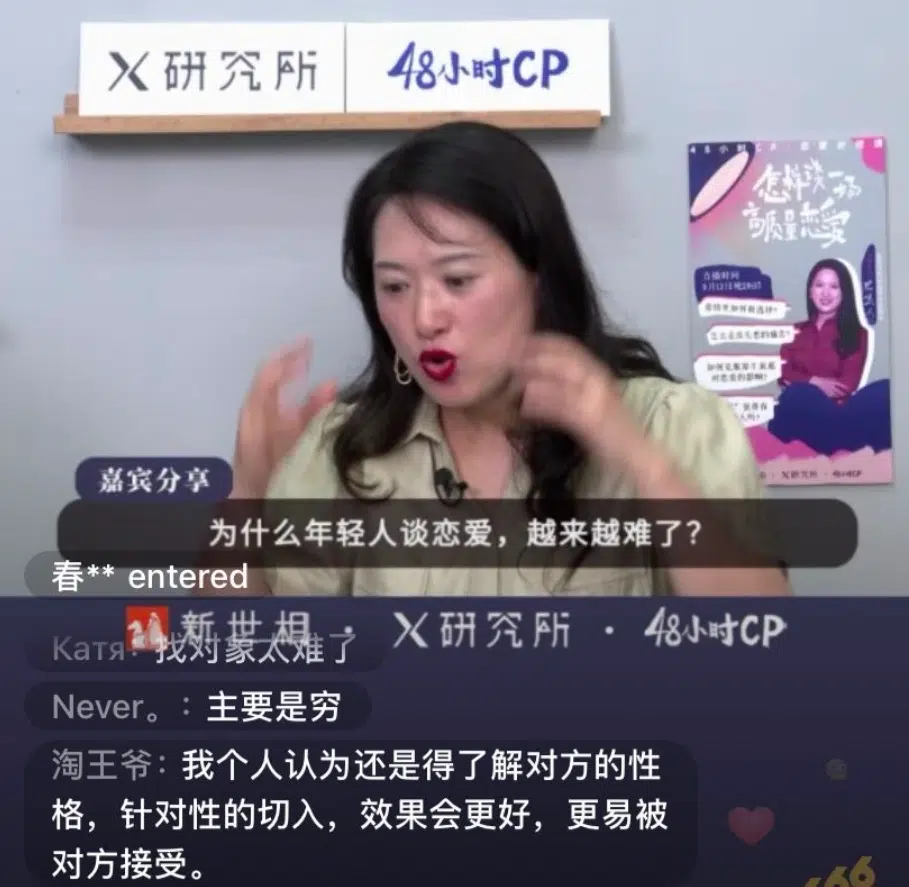 X研究所
48小时CP
怎样谈一场
高质量恋爱
直播时间
嘉宾分享
为什么年轻人谈恋爱，越来越难了？
春** entered
新世相 · X研究所 · 48小时CP
Катя：找对象太难了
Never。：主要是穷
淘王爷：我个人认为还是得了解对方的性
格，针对性的切入，效果会更好，更易被
对方接受。
666